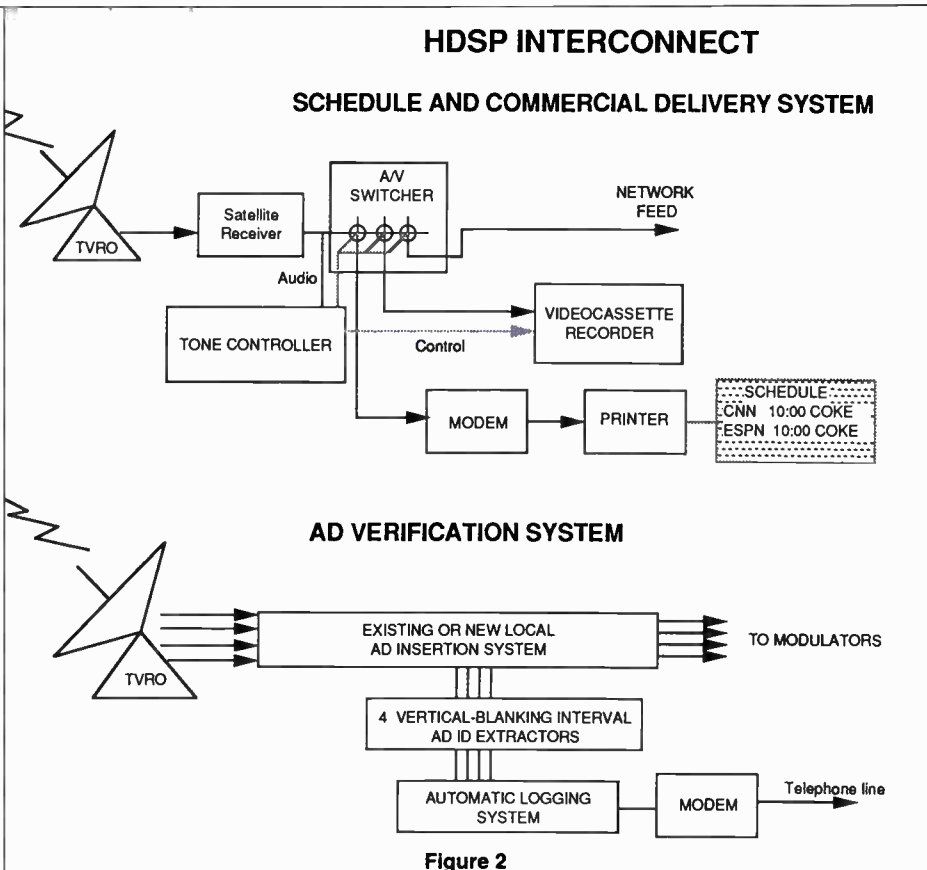 HDSP INTERCONNECT
SCHEDULE AND COMMERCIAL DELIVERY SYSTEM
A/V
SWITCHER
NETWORK
FEED
Satellite
Receiver
TVRO
Audio
TONE CONTROLLER
Control
VIDEOCASSETTE
RECORDER
MODEM
PRINTER
SCHEDULE
CNN 10:00 COKE
ESPN 10:00 COKE
AD VERIFICATION SYSTEM
EXISTING OR NEW LOCAL
AD INSERTION SYSTEM
TO MODULATORS
TVRO
4 VERTICAL-BLANKING INTERVAL
AD ID EXTRACTORS
AUTOMATIC LOGGING
SYSTEM
MODEM
Telephone line
Figure 2